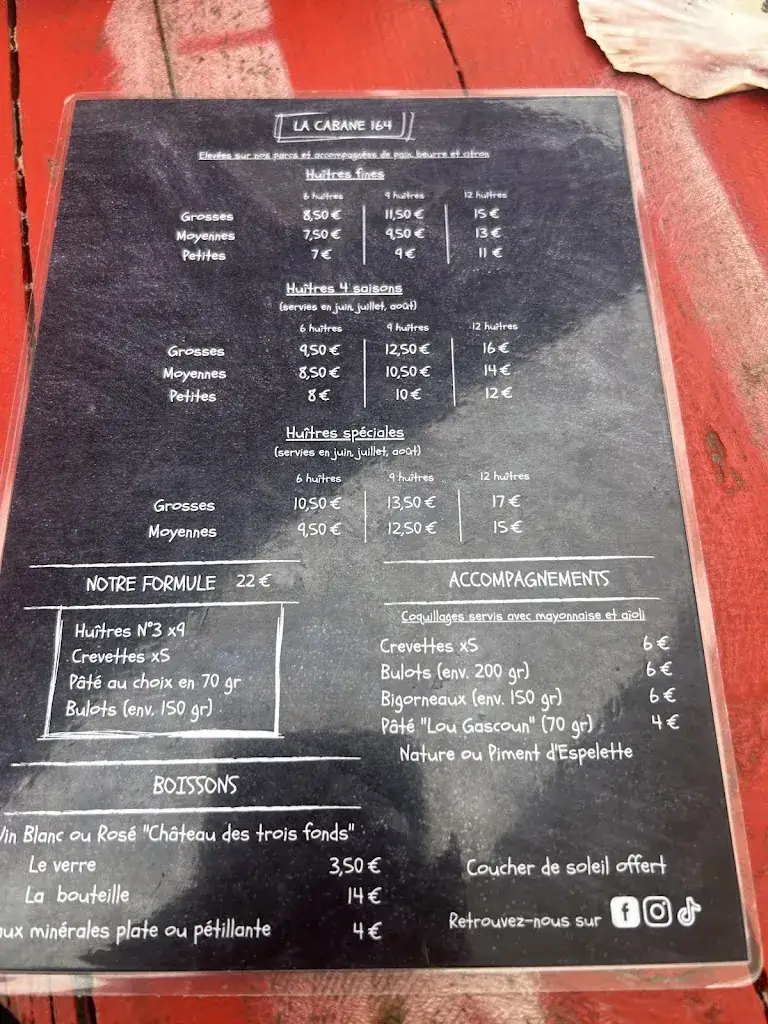 LA CABANE 164
Elevées sur nos parcs et accompagnées de pain, beurre et citron
Huîtres fines
6 huîtres 9 huîtres 12 huîtres
Grosses 8,50 € 11,50 € 15 €
Moyennes 7,50 € 9,50 € 13 €
Petites 7 € 9 € 11 €
Huîtres 4 saisons
(servies en juin, juillet, août)
6 huîtres 9 huîtres 12 huîtres
Grosses 9,50 € 12,50 € 16 €
Moyennes 8,50 € 10,50 € 14 €
Petites 8 € 10 € 12 €
Huîtres spéciales
(servies en juin, juillet, août)
6 huîtres 9 huîtres 12 huîtres
Grosses 10,50 € 13,50 € 17 €
Moyennes 9,50 € 12,50 € 15 €
NOTRE FORMULE 22 €
Huîtres N°3 x9
Crevettes x5
Pâté au choix en 70 gr
Bulots (env. 150 gr)
ACCOMPAGNEMENTS
Coquillages servis avec mayonnaise et aïoli
Crevettes x5 6 €
Bulots (env. 200 gr) 6 €
Bigorneaux (env. 150 gr) 6 €
Pâté "Lou Gascoun" (70 gr) 4 €
Nature ou Piment d'Espelette
BOISSONS
Vin Blanc ou Rosé "Château des trois fonds"
Le verre 3,50 €
La bouteille 14 €
aux minérales plate ou pétillante 4 €
Coucher de soleil offert
Retrouvez-nous sur